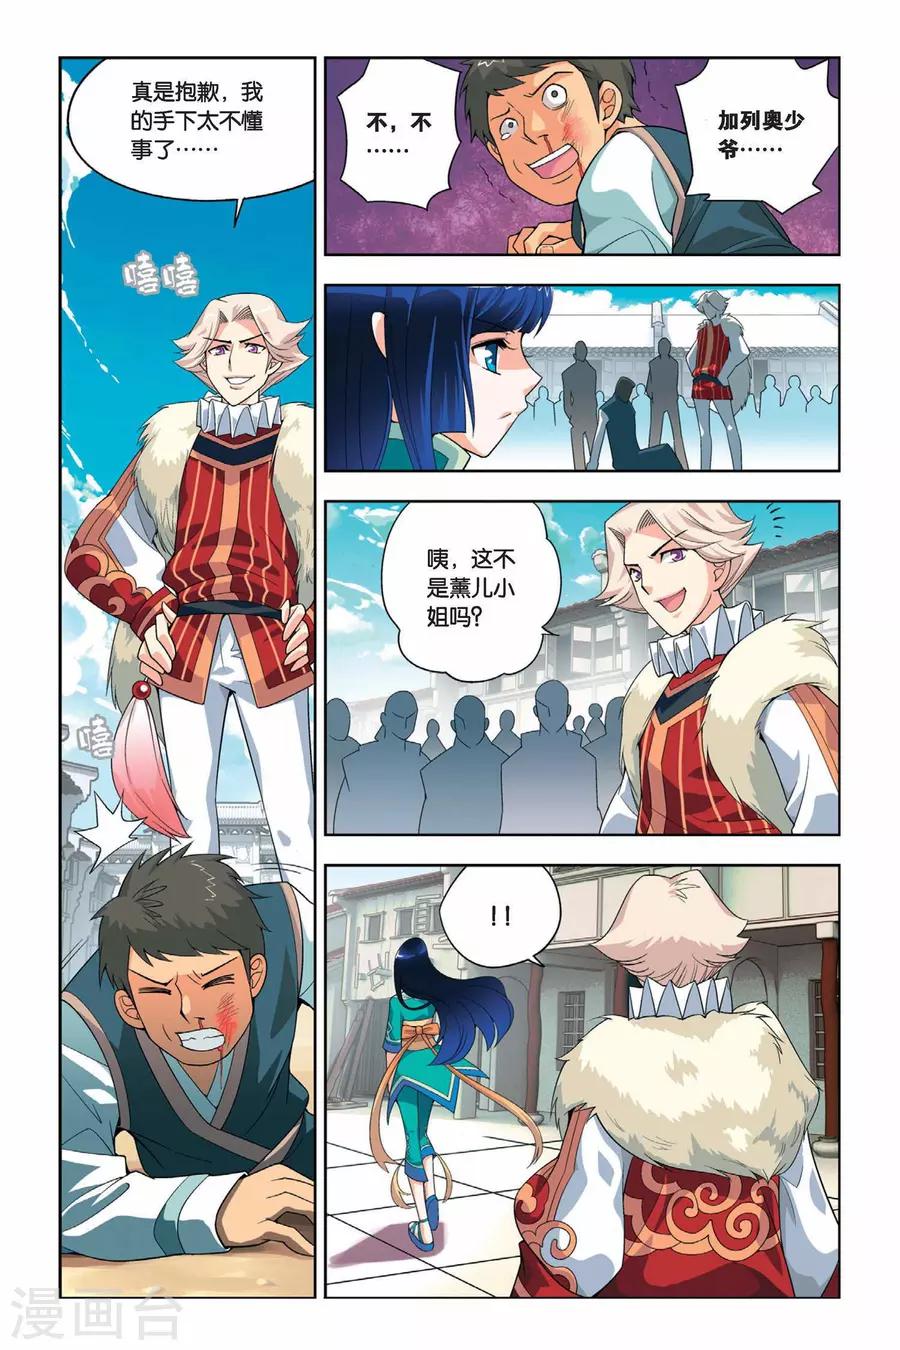 真是抱歉，我
的手下太不懂
事了……
嘻嘻
嘻
不，不
……
加列奥少
爷……
咦，这不
是薰儿小
姐吗？
！！
漫画台